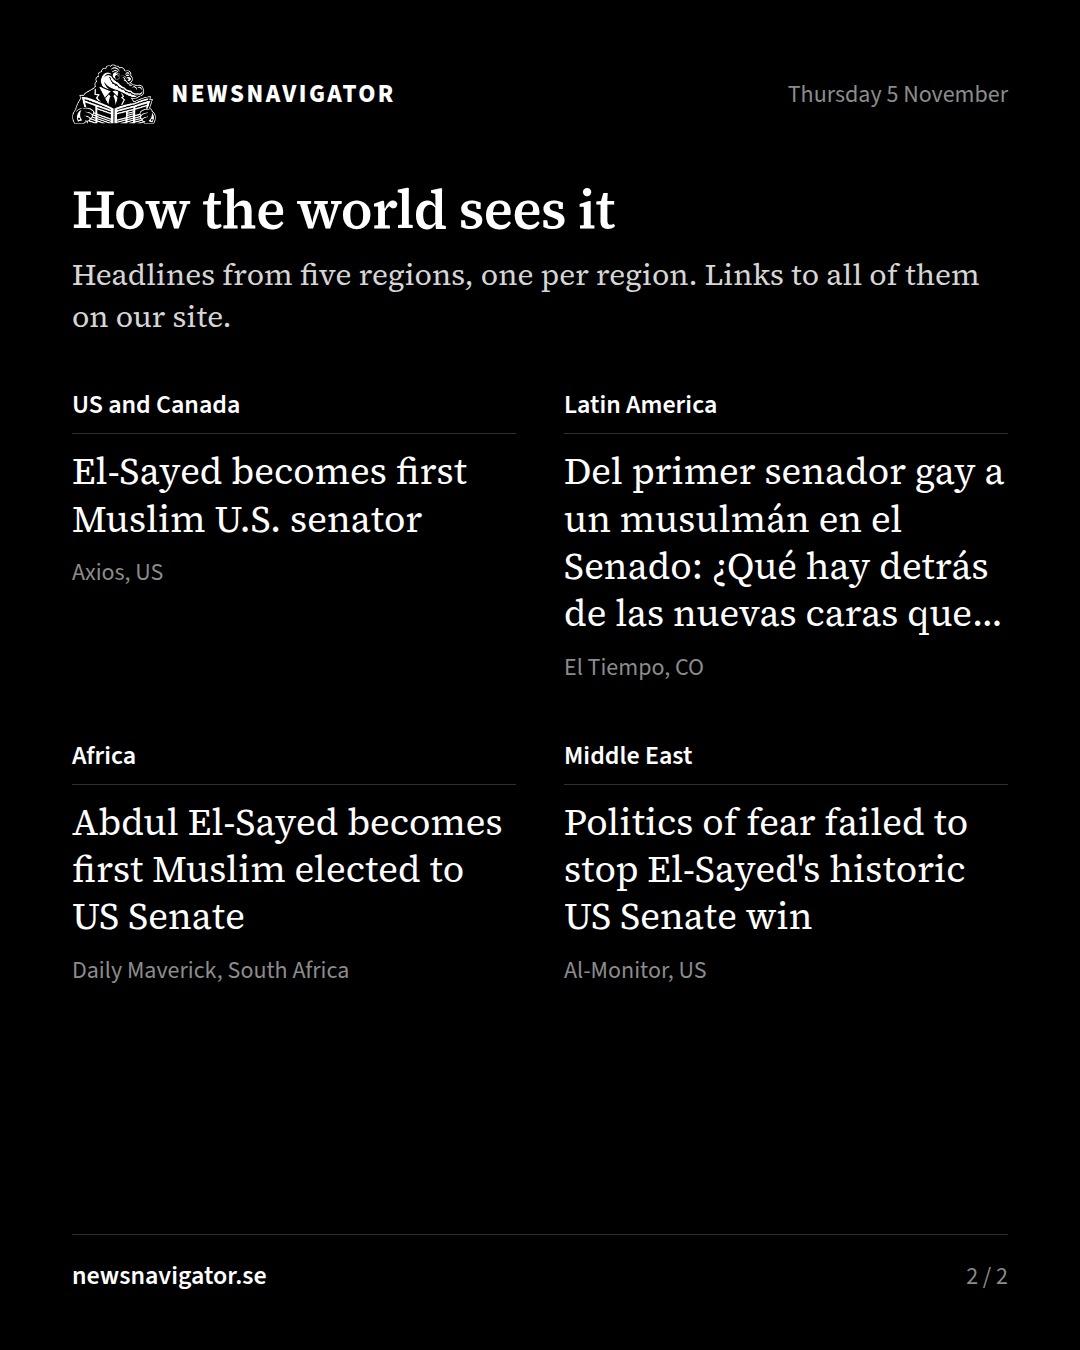 NEWSNAVIGATOR
Thursday 5 November
How the world sees it
Headlines from five regions, one per region. Links to all of them
on our site.
US and Canada
El-Sayed becomes first
Muslim U.S. senator
Axios, US
Latin America
Del primer senador gay a
un musulmán en el
Senado: ¿Qué hay detrás
de las nuevas caras que...
El Tiempo, CO
Africa
Abdul El-Sayed becomes
first Muslim elected to
US Senate
Daily Maverick, South Africa
Middle East
Politics of fear failed to
stop El-Sayed's historic
US Senate win
Al-Monitor, US
newsnavigator.se
2 / 2